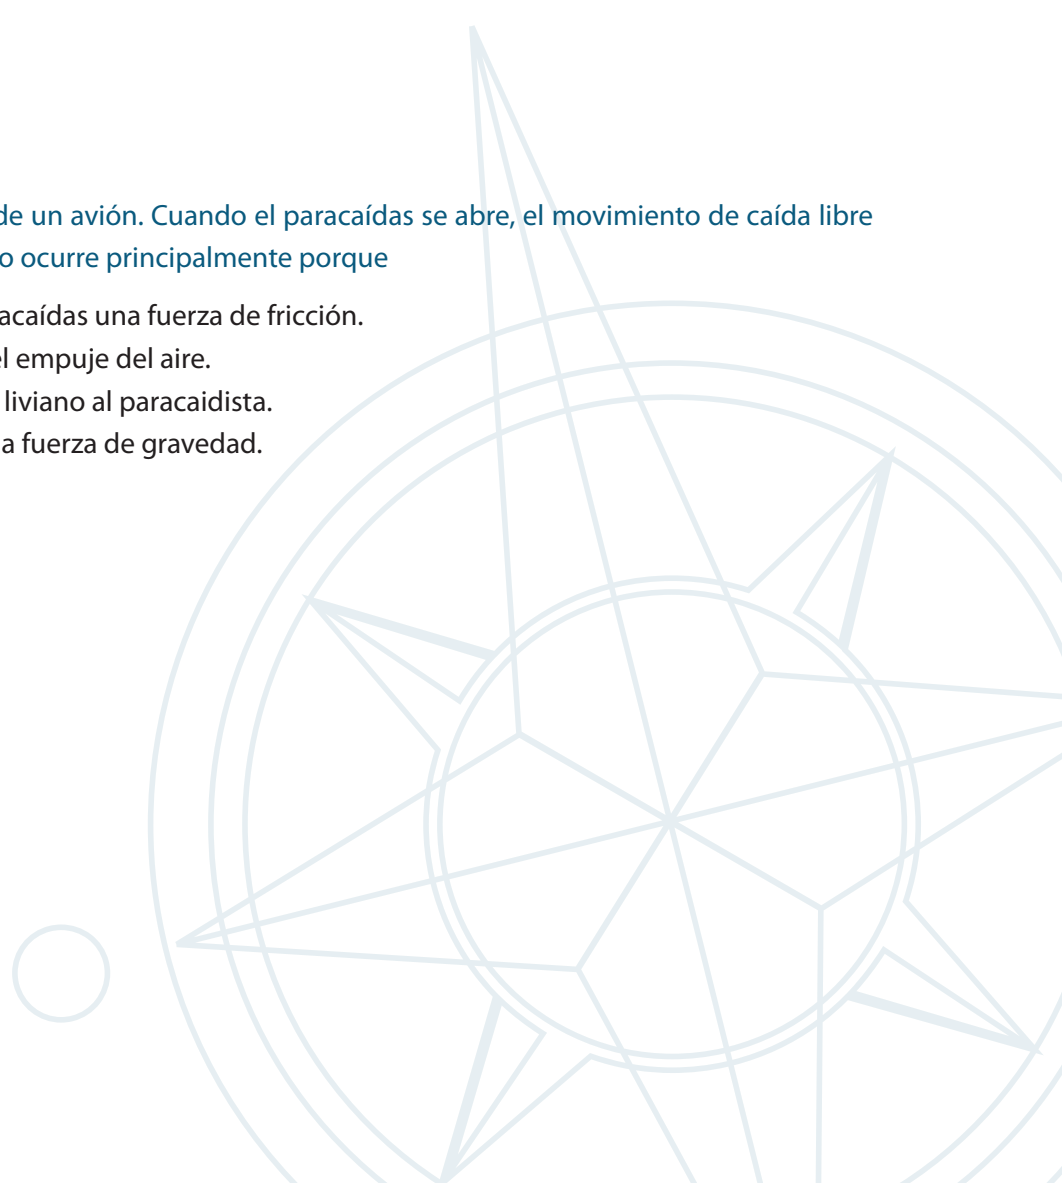 de un avión. Cuando el paracaídas se abre, el movimiento de caída libre
o ocurre principalmente porque
acaídas una fuerza de fricción.
el empuje del aire.
liviano al paracaidista.
a fuerza de gravedad.